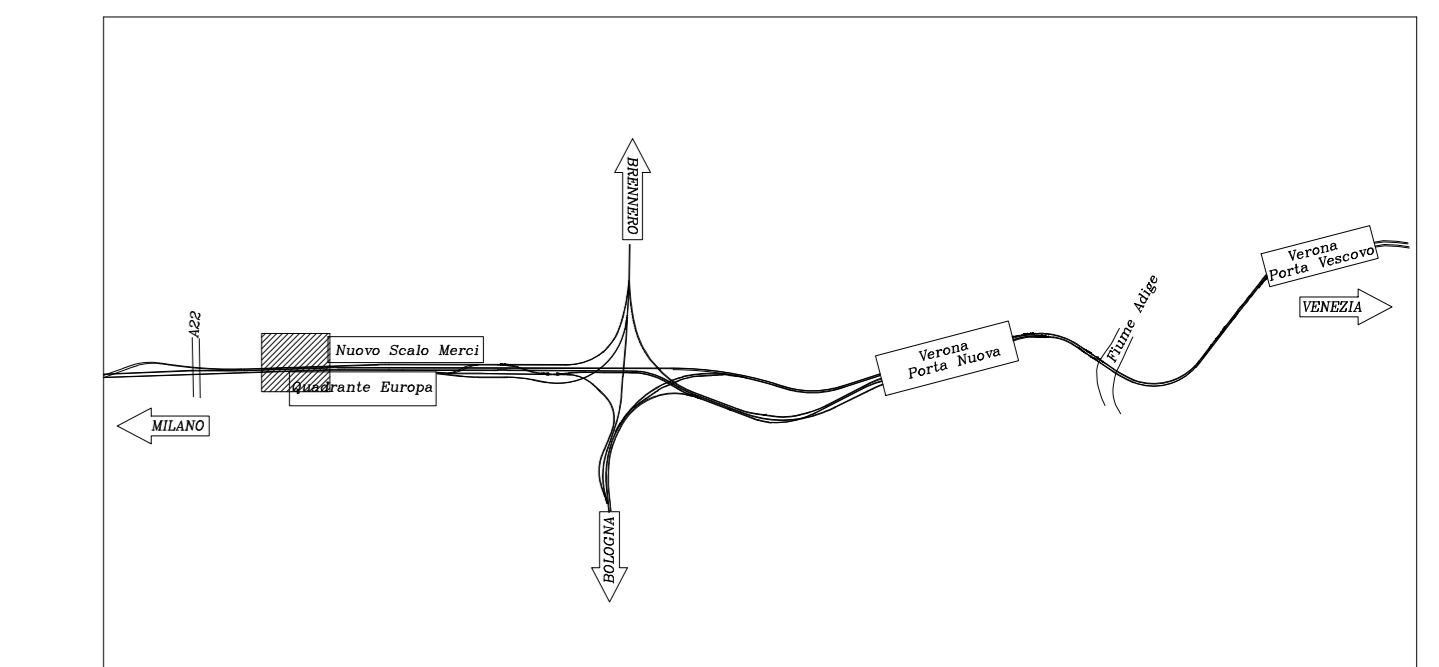 BRENNERO
Verona
Porta Vescovo
VENEZIA
Fiume Adige
A22
Nuovo Scalo Merci
Verona
Porta Nuova
Quadrante Europa
MILANO
BOLOGNA